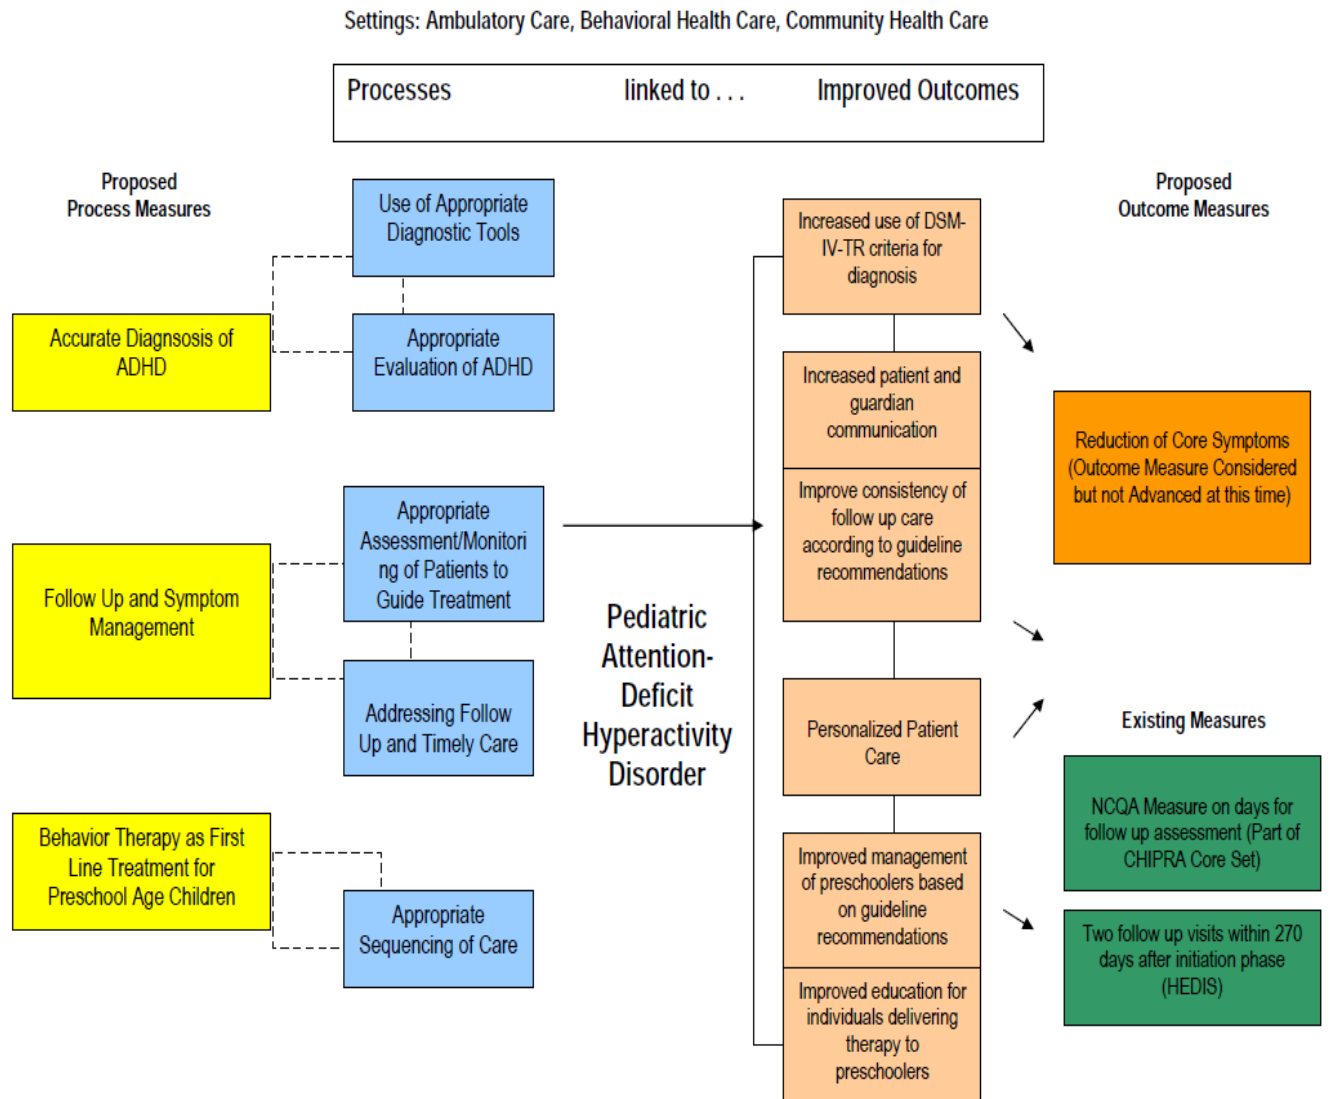 Settings: Ambulatory Care, Behavioral Health Care, Community Health Care
Processes linked to . . . Improved Outcomes
Proposed
Process Measures
Accurate Diagnsosis of
ADHD
Follow Up and Symptom
Management
Behavior Therapy as First
Line Treatment for
Preschool Age Children
Use of Appropriate
Diagnostic Tools
Appropriate
Evaluation of ADHD
Appropriate
Assessment/Monitori
ng of Patients to
Guide Treatment
Addressing Follow
Up and Timely Care
Appropriate
Sequencing of Care
Pediatric
Attention-
Deficit
Hyperactivity
Disorder
Increased use of DSM-
IV-TR criteria for
diagnosis
Increased patient and
guardian
communication
Improve consistency of
follow up care
according to guideline
recommendations
Personalized Patient
Care
Improved management
of preschoolers based
on guideline
recommendations
Improved education for
individuals delivering
therapy to
preschoolers
Proposed
Outcome Measures
Reduction of Core Symptoms
(Outcome Measure Considered
but not Advanced at this time)
Existing Measures
NCQA Measure on days for
follow up assessment (Part of
CHIPRA Core Set)
Two follow up visits within 270
days after initiation phase
(HEDIS)